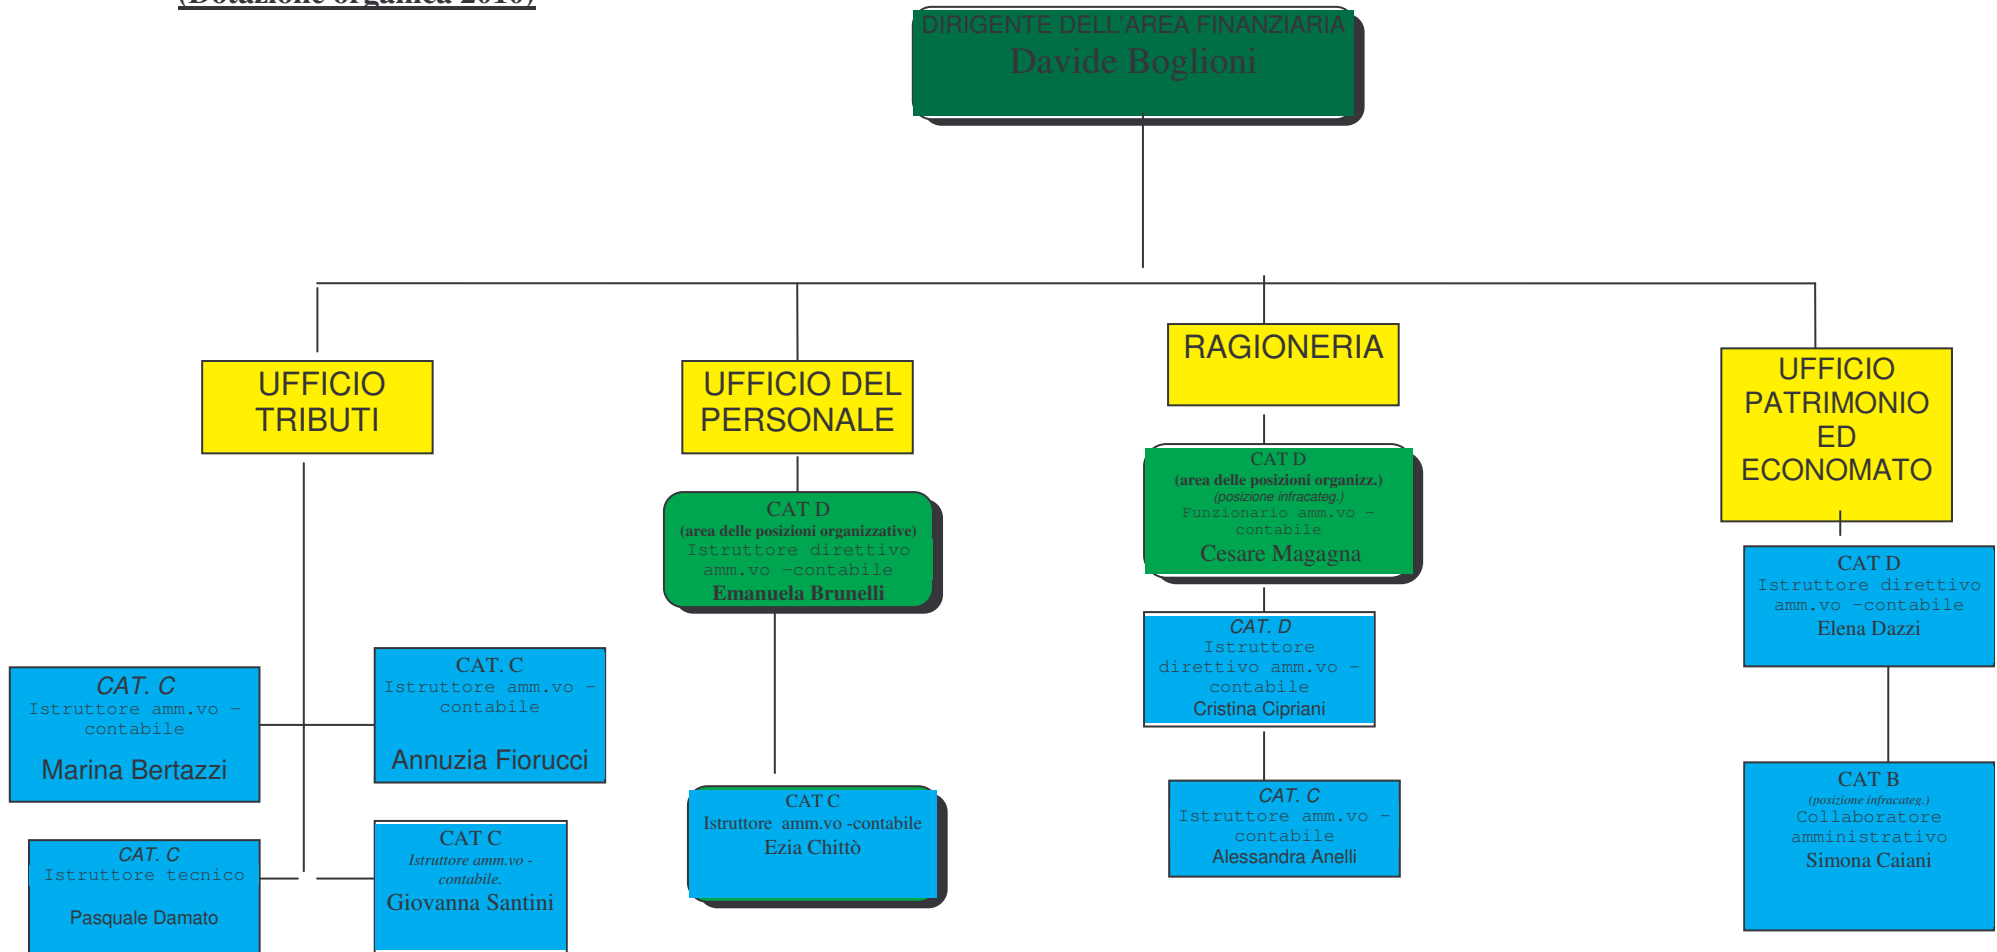 (Dotazione organica 2010)
DIRIGENTE DELL'AREA FINANZIARIA
Davide Boglioni
UFFICIO
TRIBUTI
UFFICIO DEL
PERSONALE
RAGIONERIA
UFFICIO
PATRIMONIO
ED
ECONOMATO
CAT. C
Istruttore amm.vo -
contabile
Marina Bertazzi
CAT. C
Istruttore amm.vo -
contabile
Annuzia Fiorucci
CAT. C
Istruttore tecnico
Pasquale Damato
CAT C
Istruttore amm.vo -
contabile.
Giovanna Santini
CAT D
(area delle posizioni organizzative)
Istruttore direttivo
amm.vo -contabile
Emanuela Brunelli
CAT C
Istruttore amm.vo -contabile
Ezia Chittò
CAT D
(area delle posizioni organizz.)
(posizione infracateg.)
Funzionario amm.vo -
contabile
Cesare Magagna
CAT. D
Istruttore
direttivo amm.vo -
contabile
Cristina Cipriani
CAT. C
Istruttore amm.vo -
contabile
Alessandra Anelli
CAT D
Istruttore direttivo
amm.vo -contabile
Elena Dazzi
CAT B
(posizione infracateg.)
Collaboratore
amministrativo
Simona Caiani